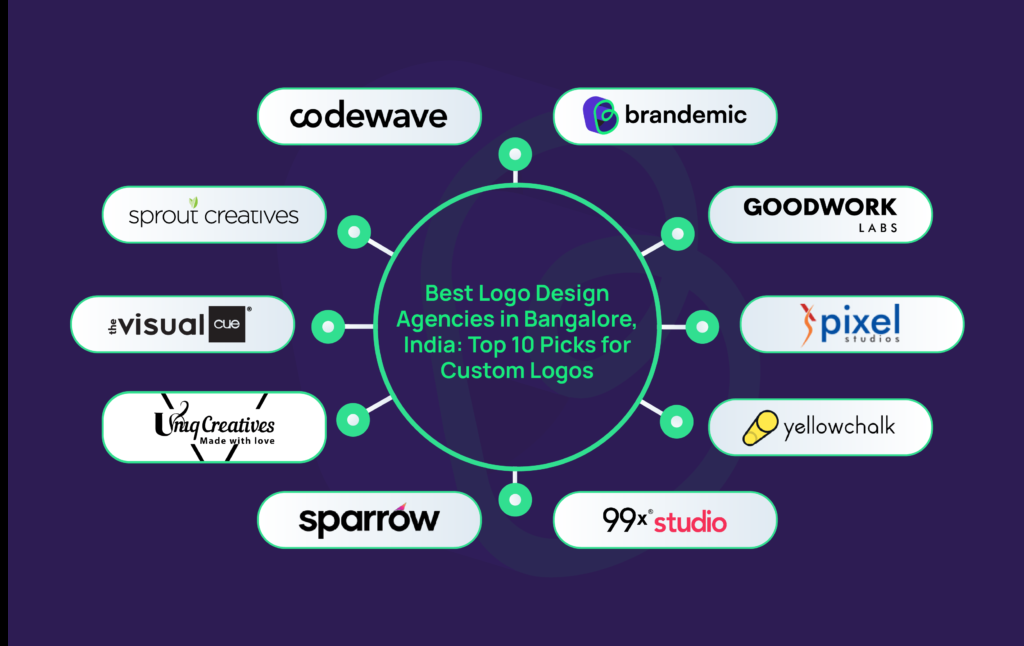 codewave
brandemic
sprout creatives
GOODWORK
LABS
the visual cue®
pixel
studios
Uniq Creatives
Made with love
yellowchalk
sparrow
99x® studio
Best Logo Design
Agencies in Bangalore,
India: Top 10 Picks for
Custom Logos